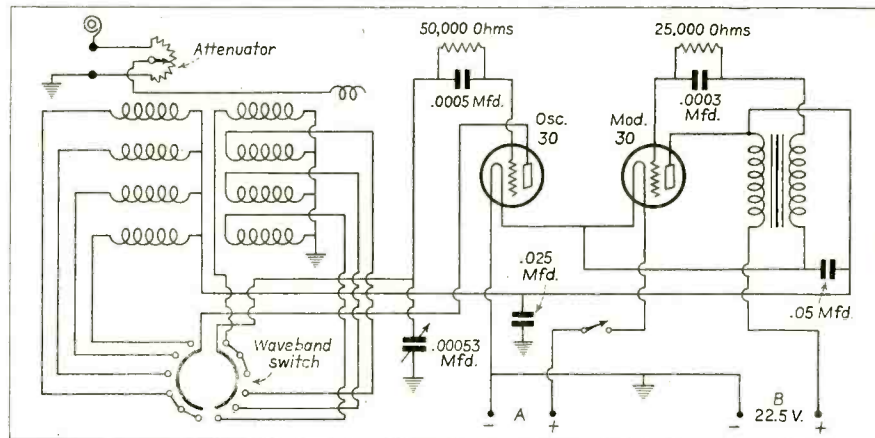 50,000 Ohms
25,000 Ohms
Attenuator
.0005 Mfd.
.0003
Mfd.
Osc.
30
Mod.
30
.025
Mfd.
.05 Mfd.
Waveband
switch
.00053
Mfd.
- A +
B
- 22.5 V. +